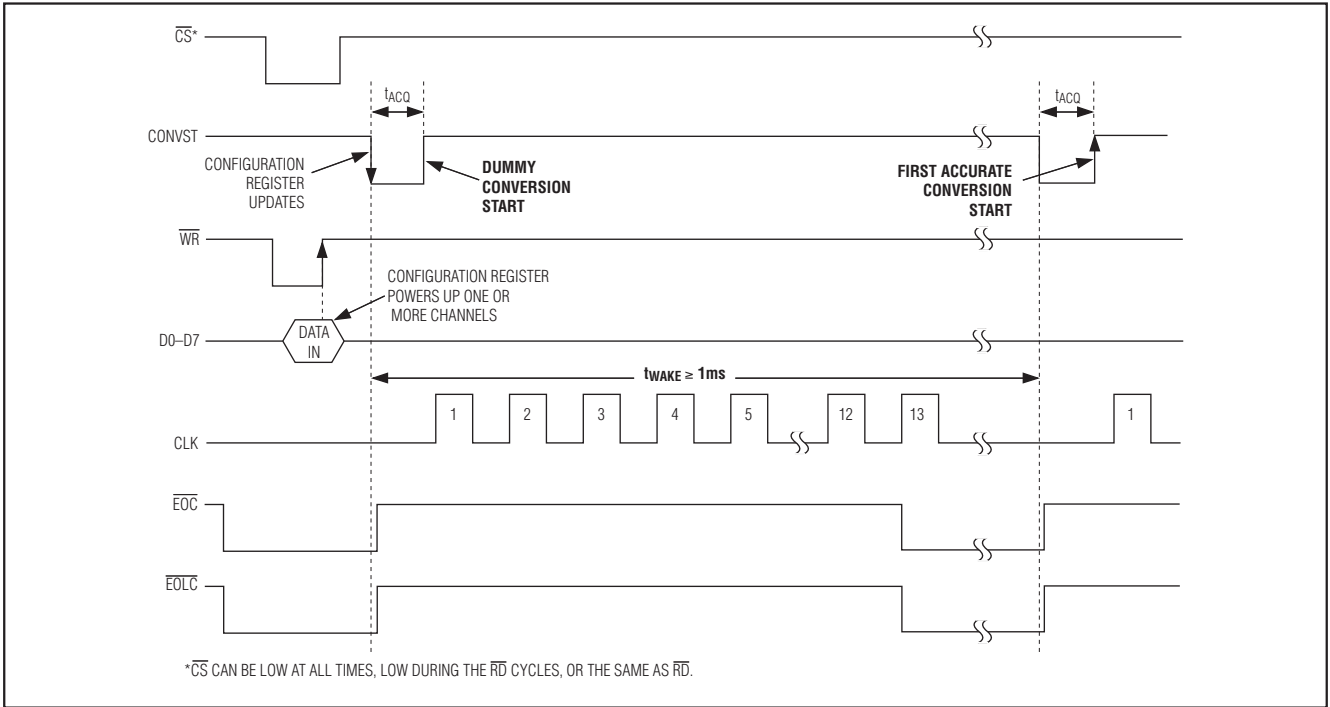 CS*
tACQ
tACQ
CONVST
CONFIGURATION
REGISTER
UPDATES
DUMMY
CONVERSION
START
FIRST ACCURATE
CONVERSION
START
WR
CONFIGURATION REGISTER
POWERS UP ONE OR
MORE CHANNELS
D0–D7
DATA
IN
tWAKE ≥ 1ms
1
2
3
4
5
12
13
1
CLK
EOC
EOLC
*CS CAN BE LOW AT ALL TIMES, LOW DURING THE RD CYCLES, OR THE SAME AS RD.